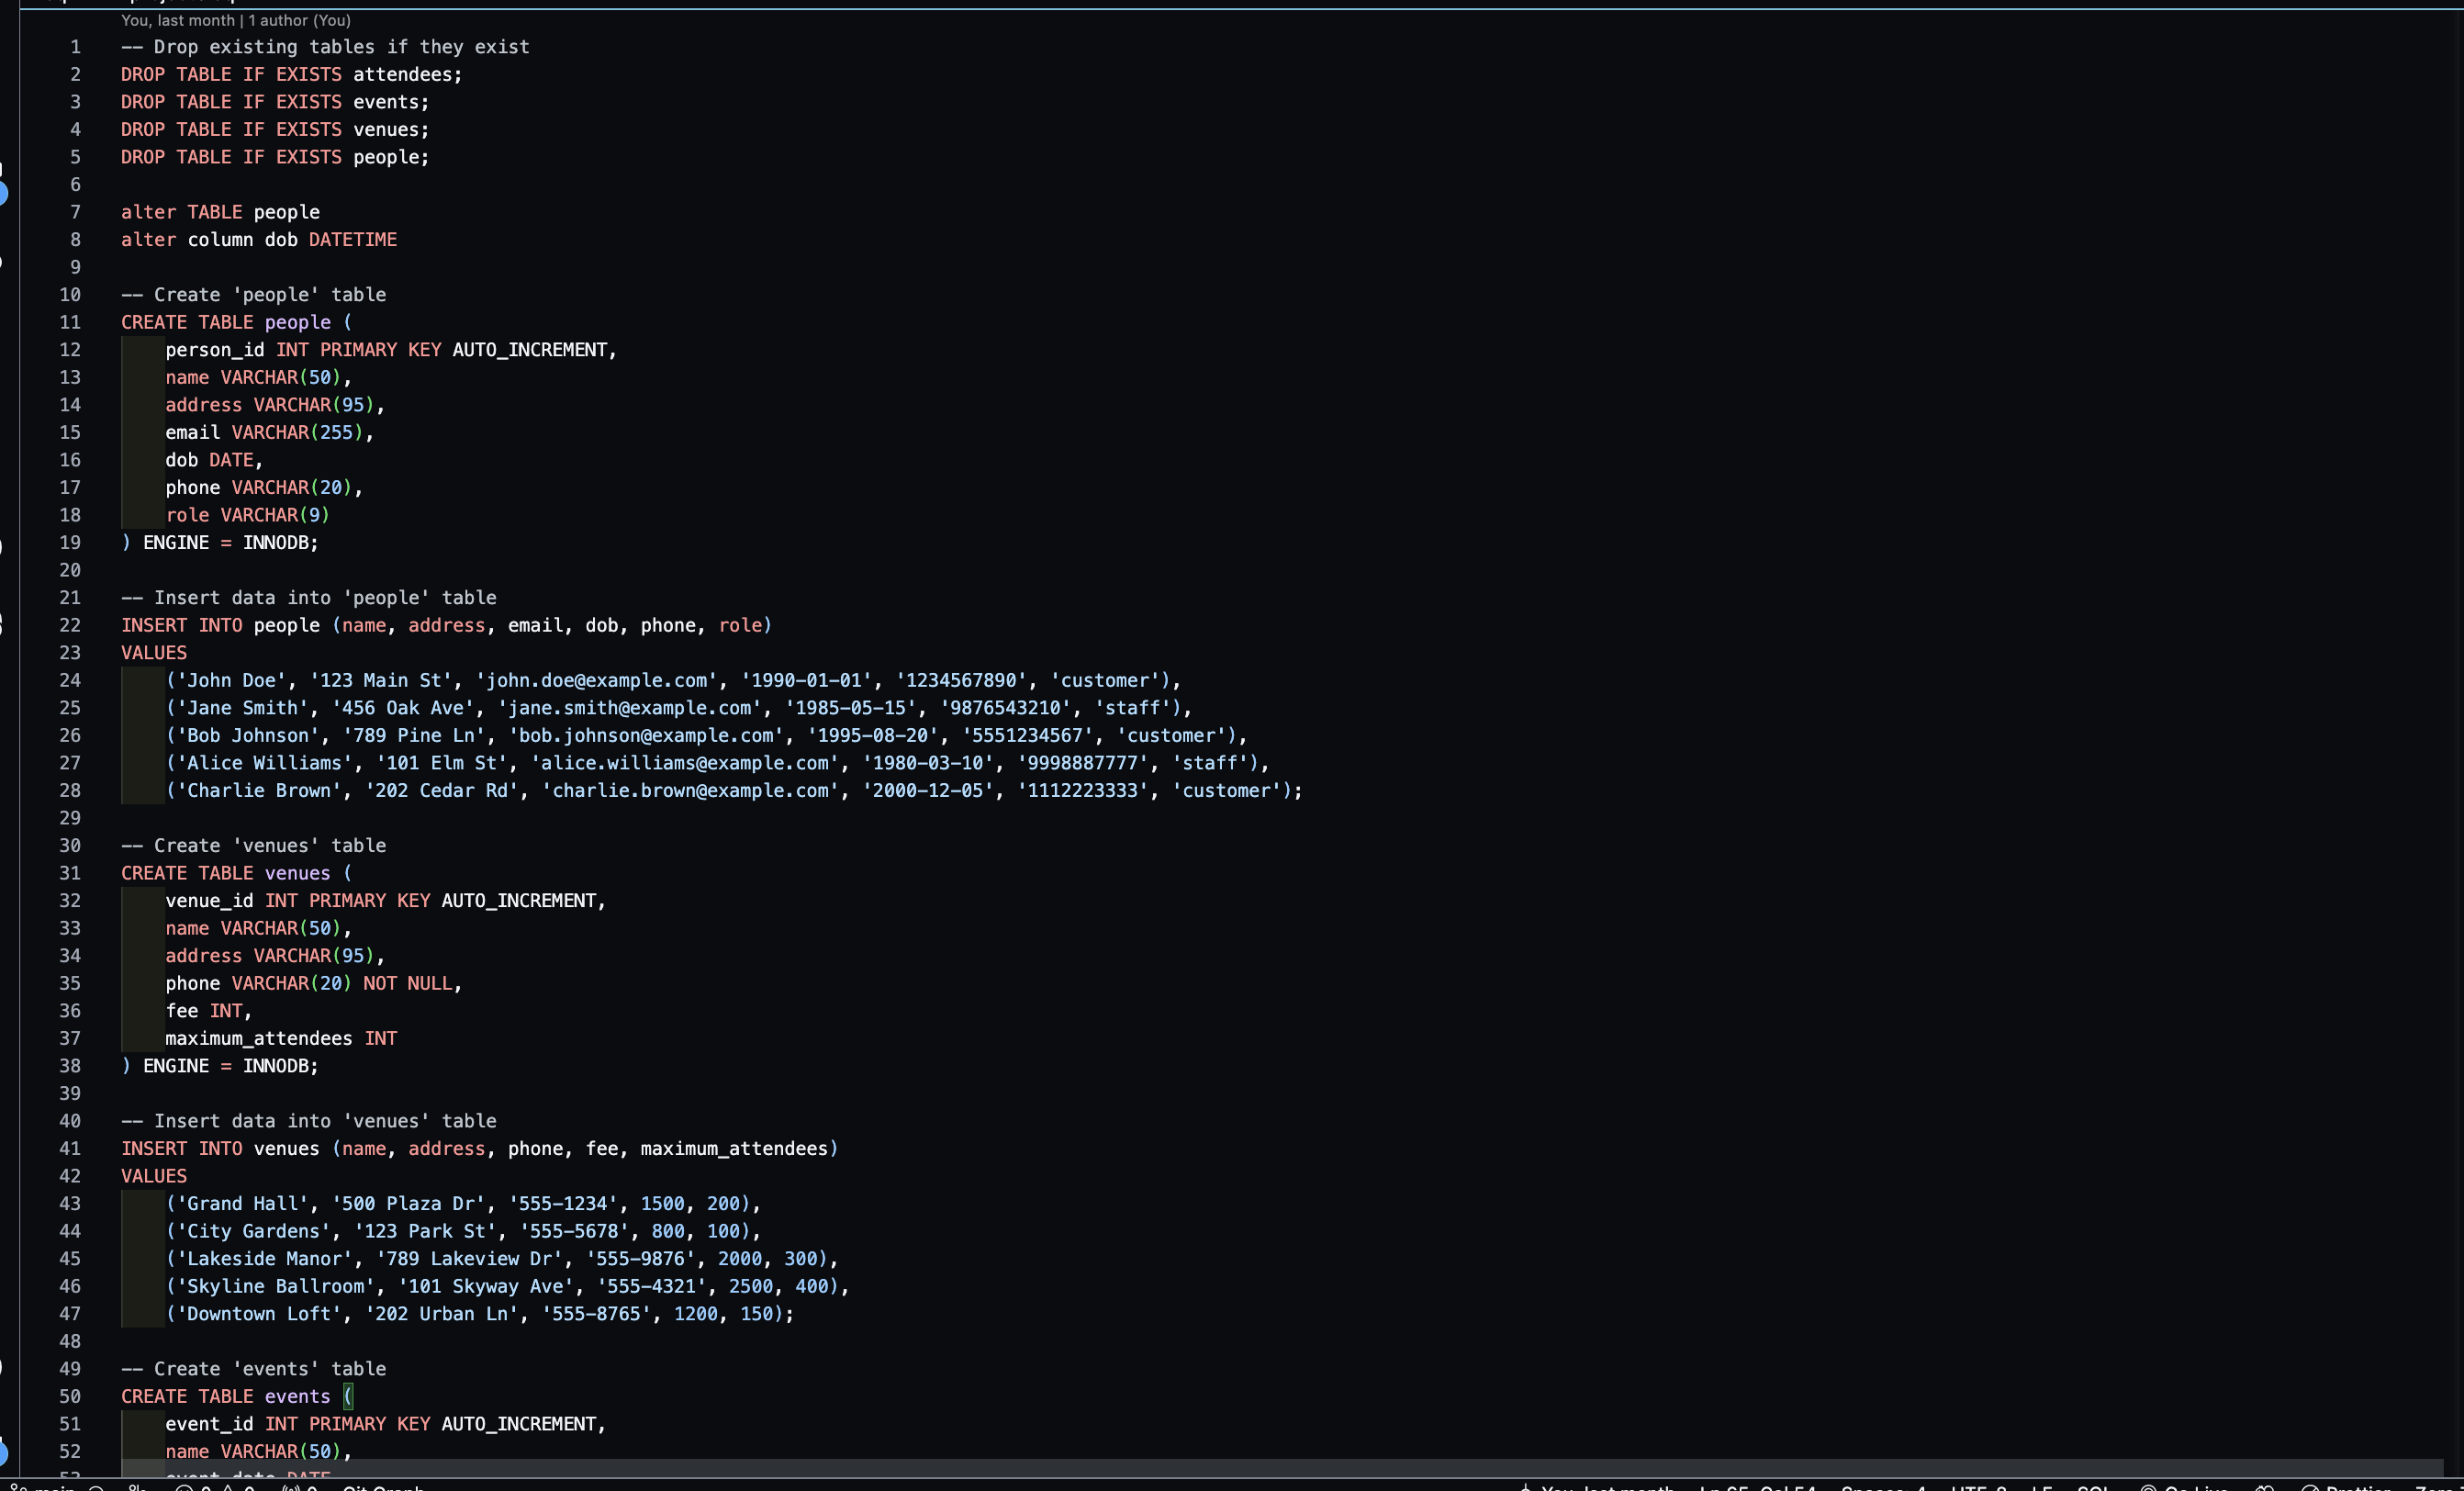 You, last month | 1 author (You)
1 -- Drop existing tables if they exist
2 DROP TABLE IF EXISTS attendees;
3 DROP TABLE IF EXISTS events;
4 DROP TABLE IF EXISTS venues;
5 DROP TABLE IF EXISTS people;
6
7 alter TABLE people
8 alter column dob DATETIME
9
10 -- Create 'people' table
11 CREATE TABLE people (
12 person_id INT PRIMARY KEY AUTO_INCREMENT,
13 name VARCHAR(50),
14 address VARCHAR(95),
15 email VARCHAR(255),
16 dob DATE,
17 phone VARCHAR(20),
18 role VARCHAR(9)
19 ) ENGINE = INNODB;
20
21 -- Insert data into 'people' table
22 INSERT INTO people (name, address, email, dob, phone, role)
23 VALUES
24 ('John Doe', '123 Main St', 'john.doe@example.com', '1990-01-01', '1234567890', 'customer'),
25 ('Jane Smith', '456 Oak Ave', 'jane.smith@example.com', '1985-05-15', '9876543210', 'staff'),
26 ('Bob Johnson', '789 Pine Ln', 'bob.johnson@example.com', '1995-08-20', '5551234567', 'customer'),
27 ('Alice Williams', '101 Elm St', 'alice.williams@example.com', '1980-03-10', '9998887777', 'staff'),
28 ('Charlie Brown', '202 Cedar Rd', 'charlie.brown@example.com', '2000-12-05', '1112223333', 'customer');
29
30 -- Create 'venues' table
31 CREATE TABLE venues (
32 venue_id INT PRIMARY KEY AUTO_INCREMENT,
33 name VARCHAR(50),
34 address VARCHAR(95),
35 phone VARCHAR(20) NOT NULL,
36 fee INT,
37 maximum_attendees INT
38 ) ENGINE = INNODB;
39
40 -- Insert data into 'venues' table
41 INSERT INTO venues (name, address, phone, fee, maximum_attendees)
42 VALUES
43 ('Grand Hall', '500 Plaza Dr', '555-1234', 1500, 200),
44 ('City Gardens', '123 Park St', '555-5678', 800, 100),
45 ('Lakeside Manor', '789 Lakeview Dr', '555-9876', 2000, 300),
46 ('Skyline Ballroom', '101 Skyway Ave', '555-4321', 2500, 400),
47 ('Downtown Loft', '202 Urban Ln', '555-8765', 1200, 150);
48
49 -- Create 'events' table
50 CREATE TABLE events (
51 event_id INT PRIMARY KEY AUTO_INCREMENT,
52 name VARCHAR(50),
53 event_date DATE